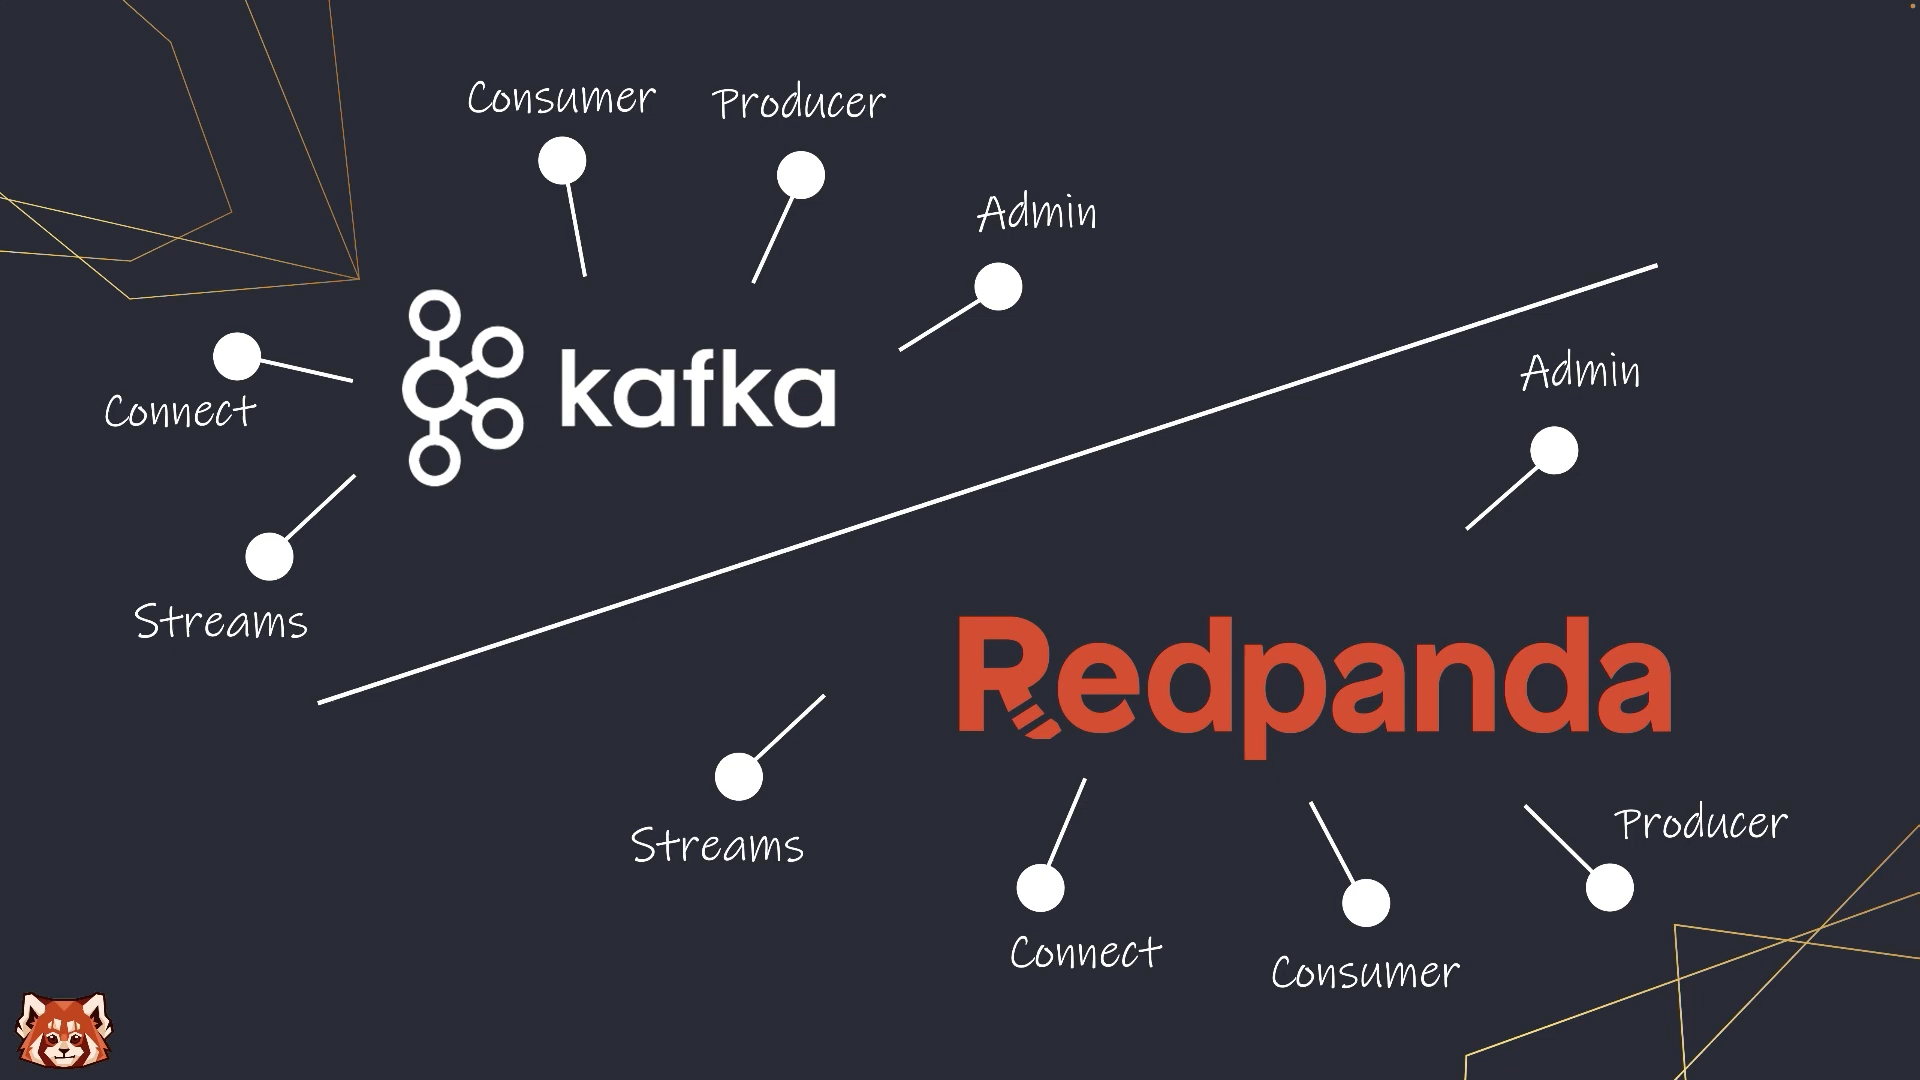 Consumer
Producer
Admin
kafka
Connect
Streams
Admin
Redpanda
Streams
Producer
Connect
Consumer